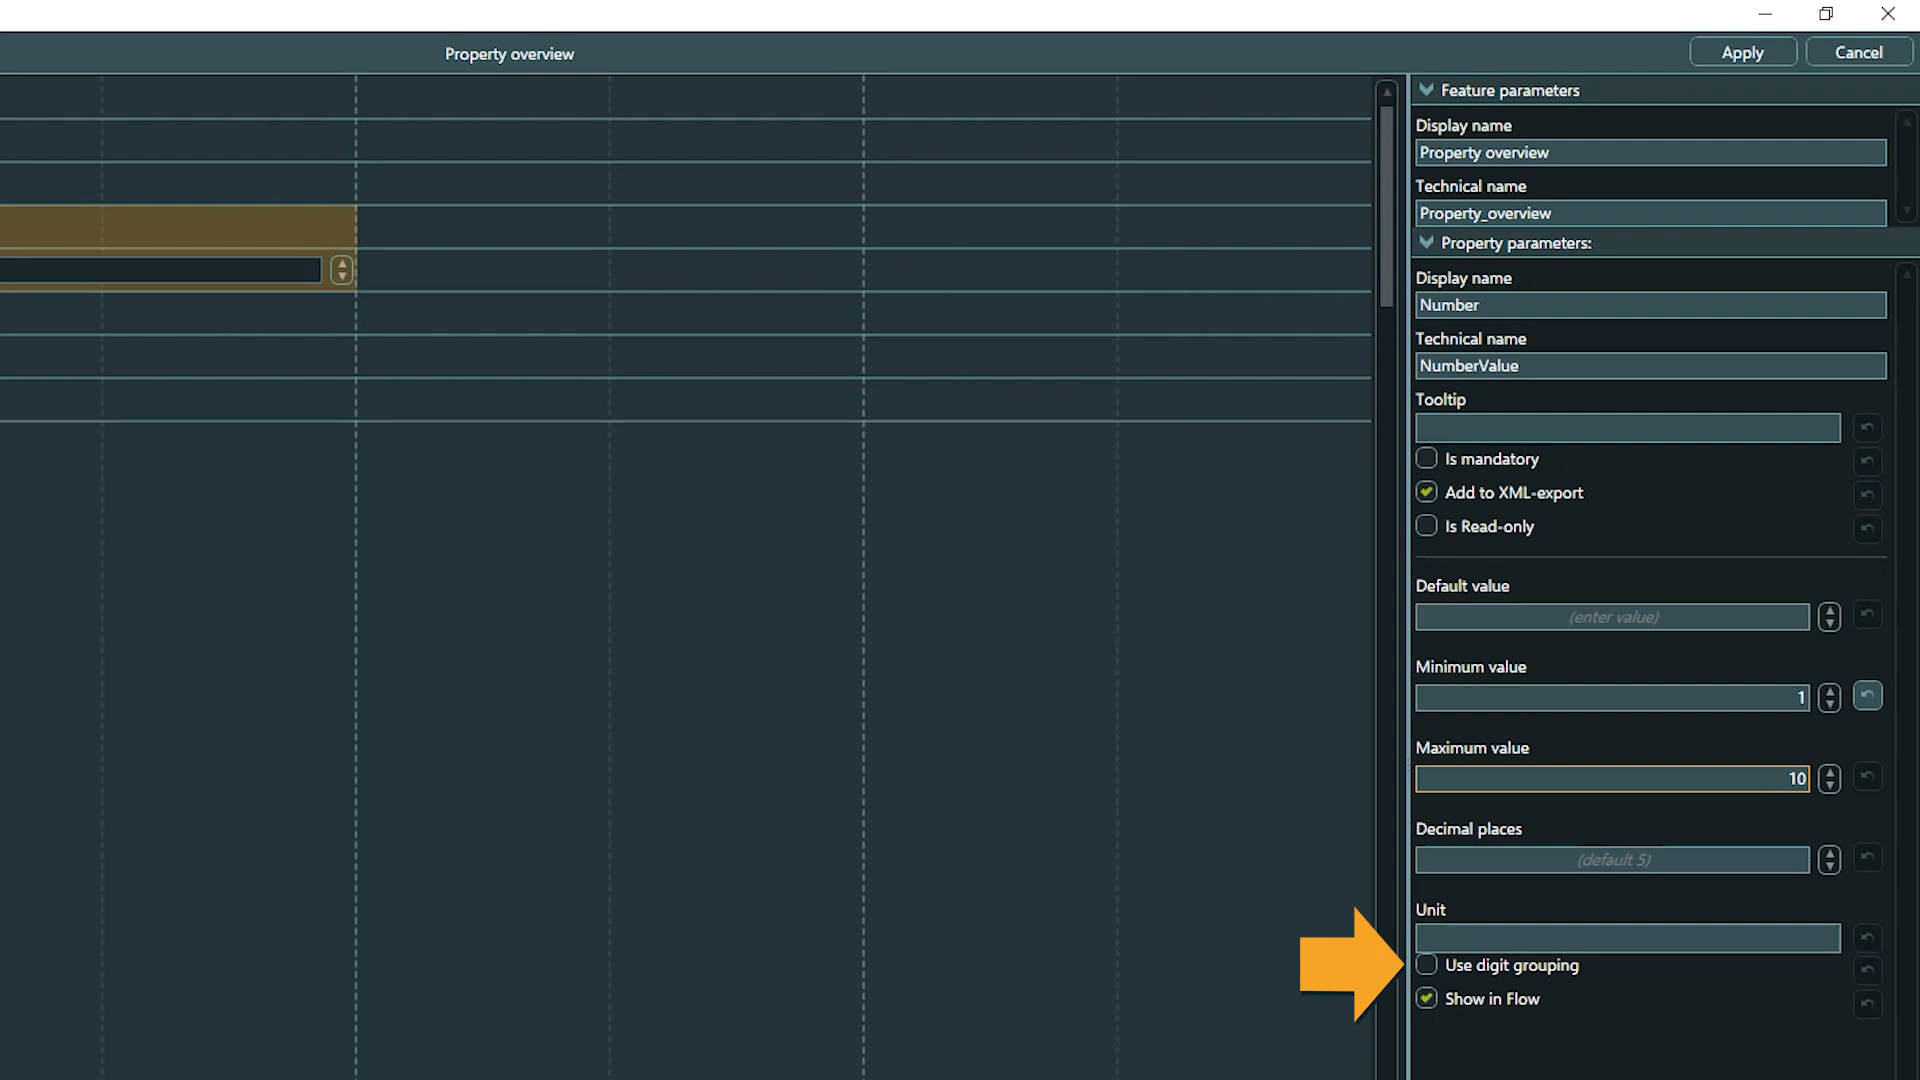 Property overview
Apply
Cancel
Feature parameters
Display name
Property overview
Technical name
Property_overview
Property parameters:
Display name
Number
Technical name
NumberValue
Tooltip
Is mandatory
Add to XML-export
Is Read-only
Default value
(enter value)
Minimum value
1
Maximum value
10
Decimal places
(default 5)
Unit
Use digit grouping
Show in Flow